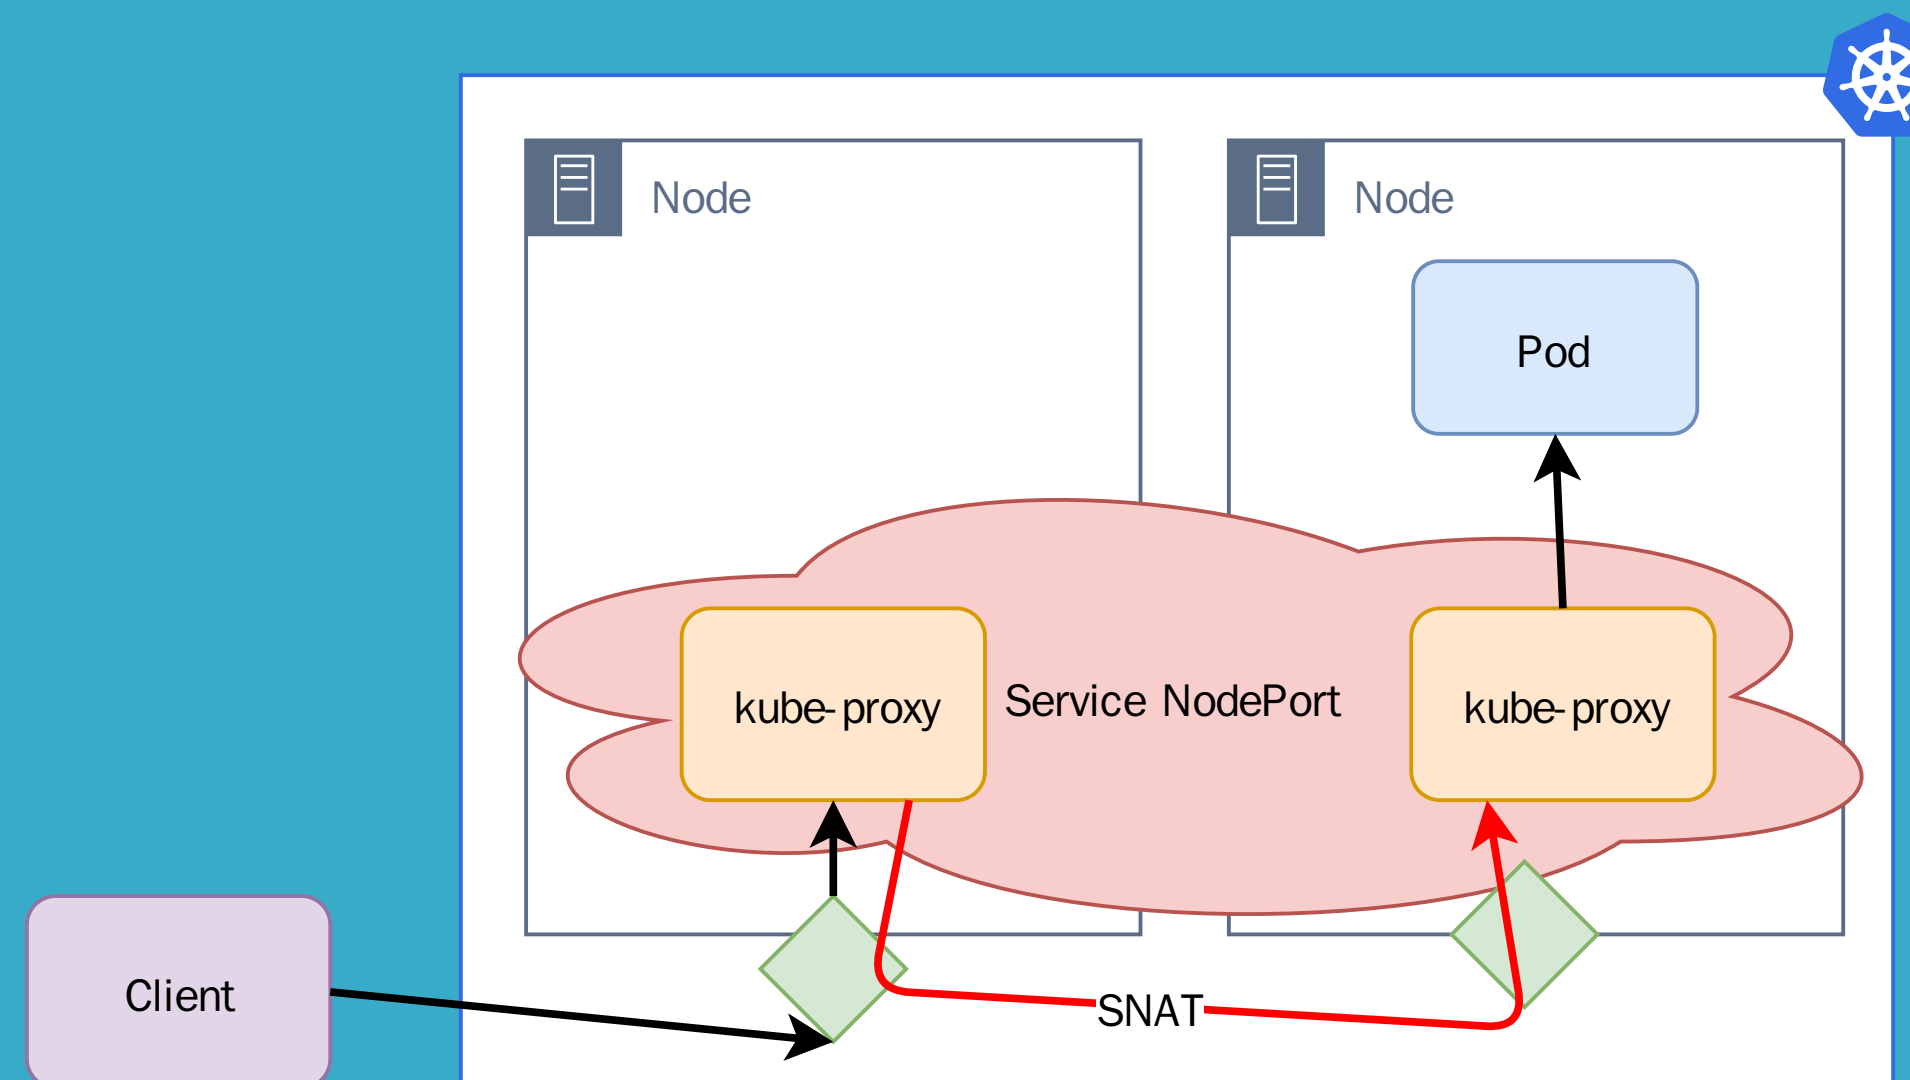 Node
Node
Pod
kube-proxy
Service NodePort
kube-proxy
Client
SNAT